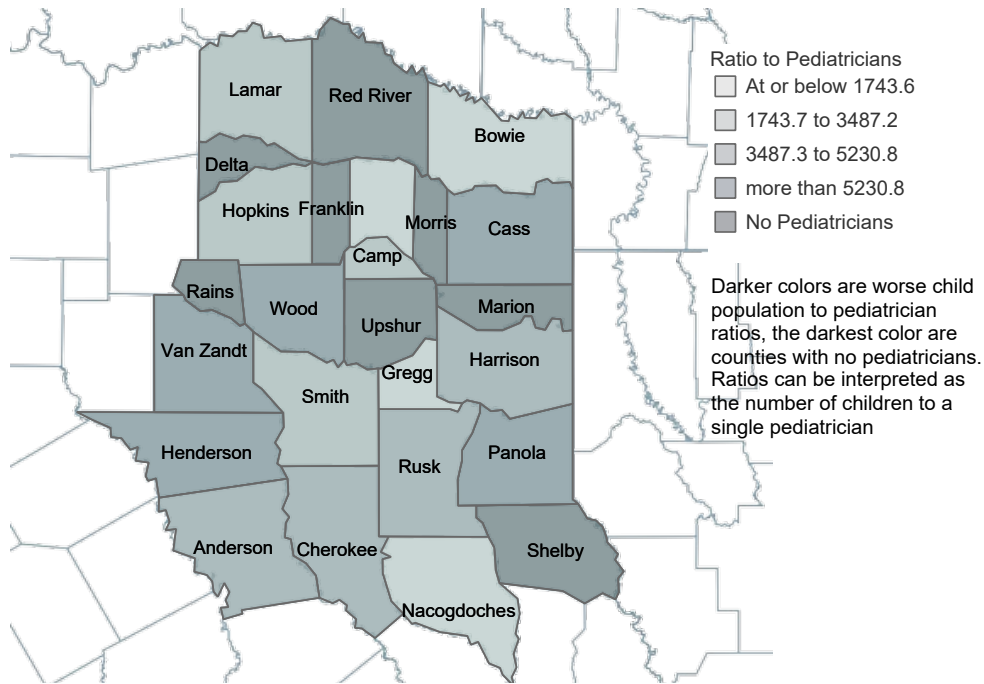 Ratio to Pediatricians
At or below 1743.6
1743.7 to 3487.2
3487.3 to 5230.8
more than 5230.8
No Pediatricians
Darker colors are worse child
population to pediatrician
ratios, the darkest color are
counties with no pediatricians.
Ratios can be interpreted as
the number of children to a
single pediatrician
Lamar
Red River
Bowie
Delta
Hopkins
Franklin
Morris
Cass
Camp
Rains
Wood
Marion
Upshur
Van Zandt
Harrison
Gregg
Smith
Henderson
Rusk
Panola
Anderson
Cherokee
Shelby
Nacogdoches